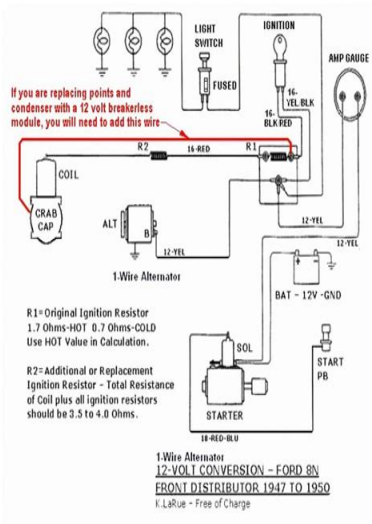 LIGHT
SWITCH
IGNITION
AMP GAUGE
FUSED
16-
YEL/BLK
16-
BLK/RED
If you are replacing points and
condenser with a 12 volt breakerless
module, you will need to add this wire
R2
16-RED
R1
COIL
CRAB
CAP
ALT
B
12-YEL
12-YEL
12-YEL
1-Wire Alternator
+
-
BAT - 12V -GND
R1=Original Ignition Resistor
1.7 Ohms-HOT 0.7 Ohms-COLD
Use HOT Value in Calculation.
SOL
START
PB
R2=Additional or Replacement
Ignition Resistor - Total Resistance
of Coil plus all ignition resistors
should be 3.5 to 4.0 Ohms.
STARTER
18-RED-BLU
1-Wire Alternator
12-VOLT CONVERSION - FORD 8N
FRONT DISTRIBUTOR 1947 TO 1950
K.LaRue - Free of Charge